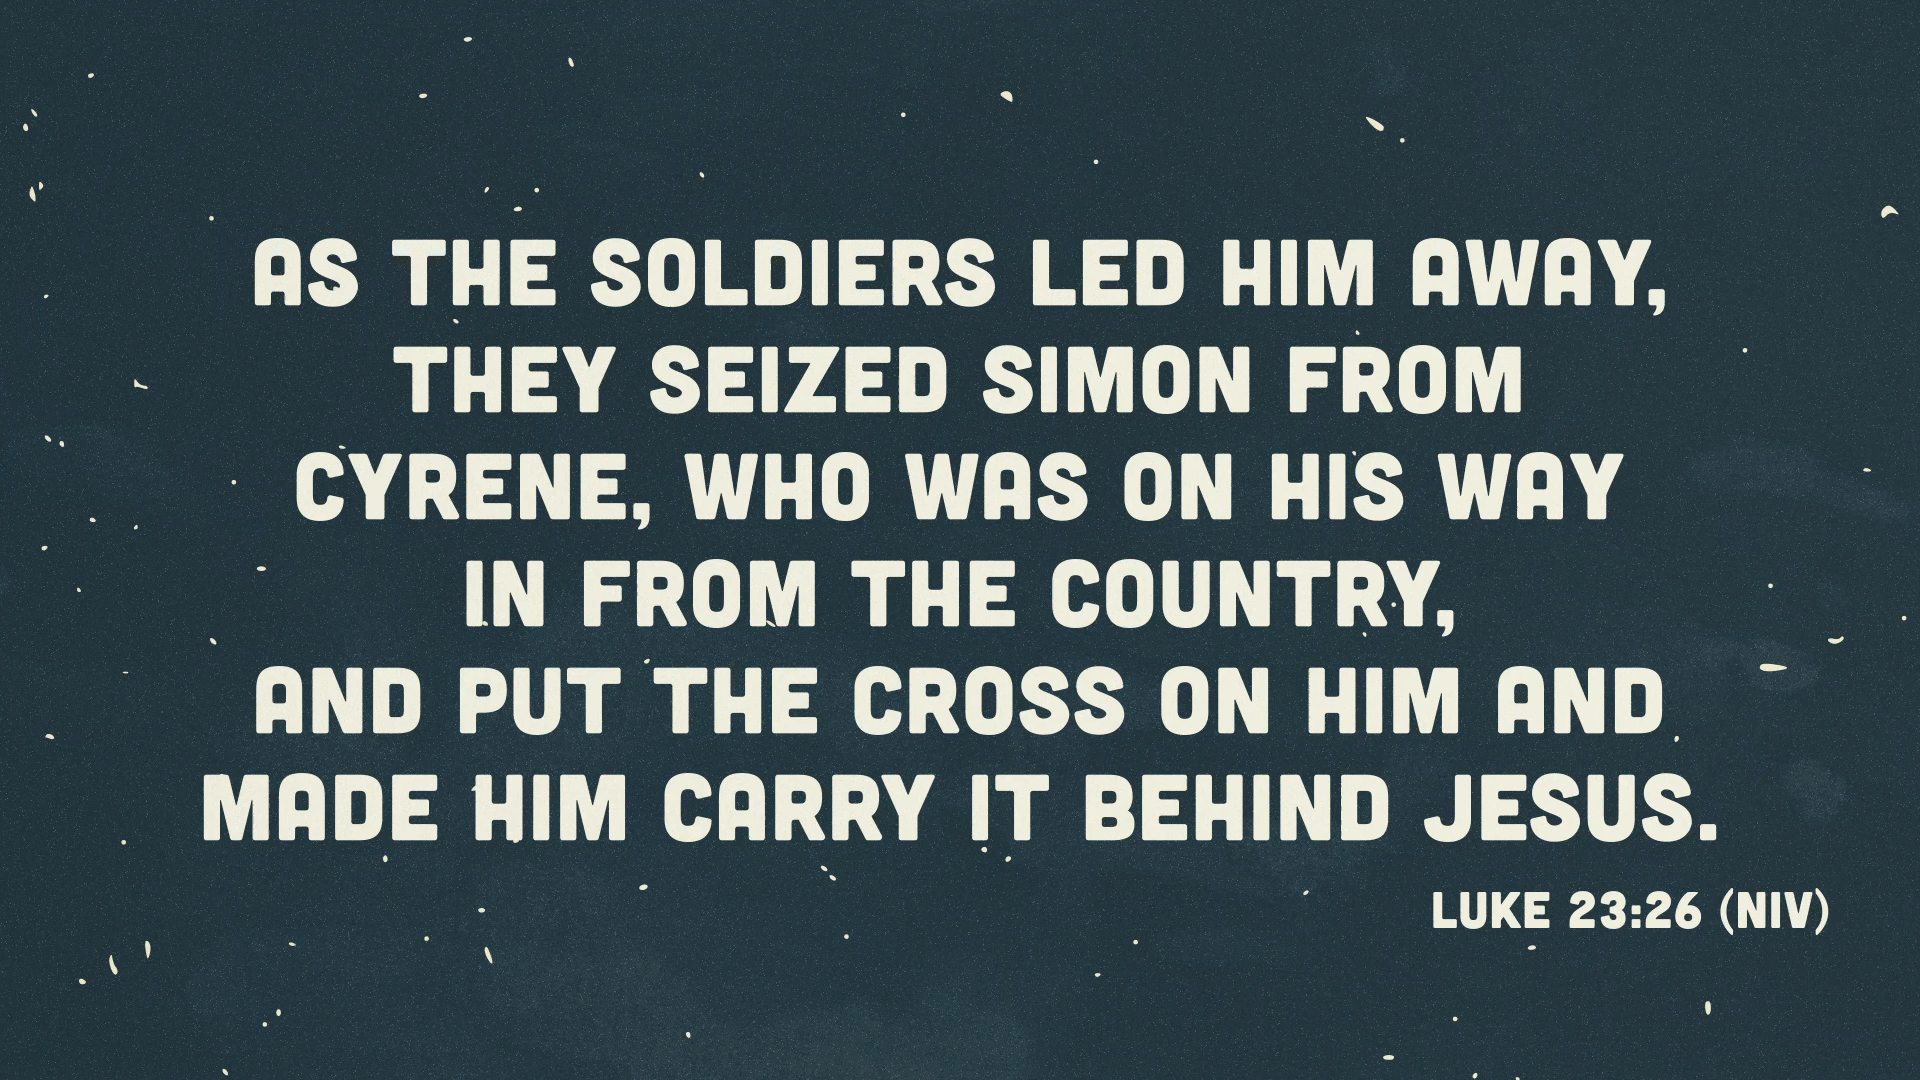 AS THE SOLDIERS LED HIM AWAY,
THEY SEIZED SIMON FROM
CYRENE, WHO WAS ON HIS WAY
IN FROM THE COUNTRY,
AND PUT THE CROSS ON HIM AND
MADE HIM CARRY IT BEHIND JESUS.
LUKE 23:26 (NIV)